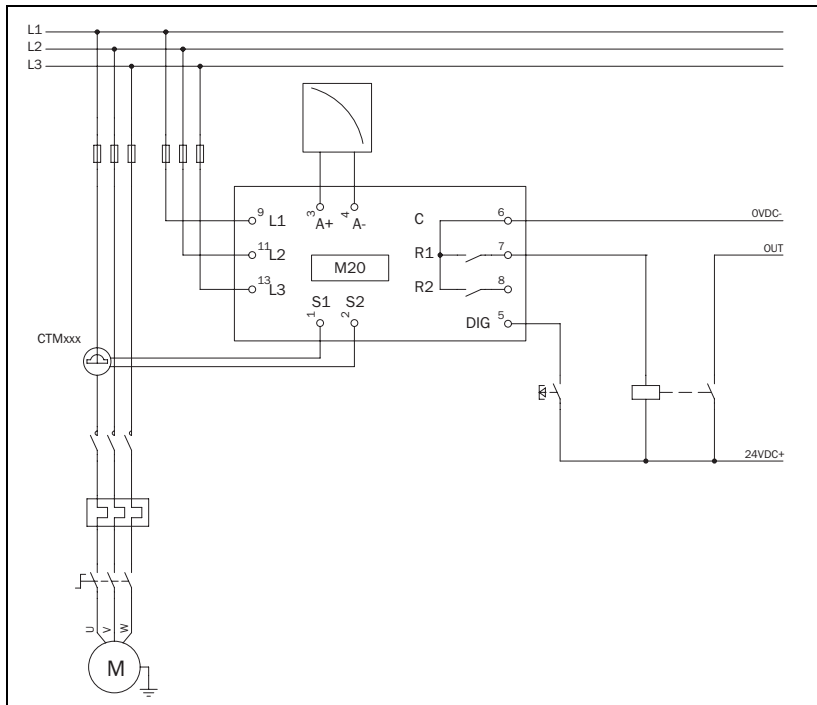 L1
L2
L3
9 L1
3 A+
4 A-
C 6
0VDC-
11 L2
R1 7
OUT
M20
13 L3
R2 8
S1 S2
1 2
DIG 5
CTMxxx
24VDC+
U V W
M